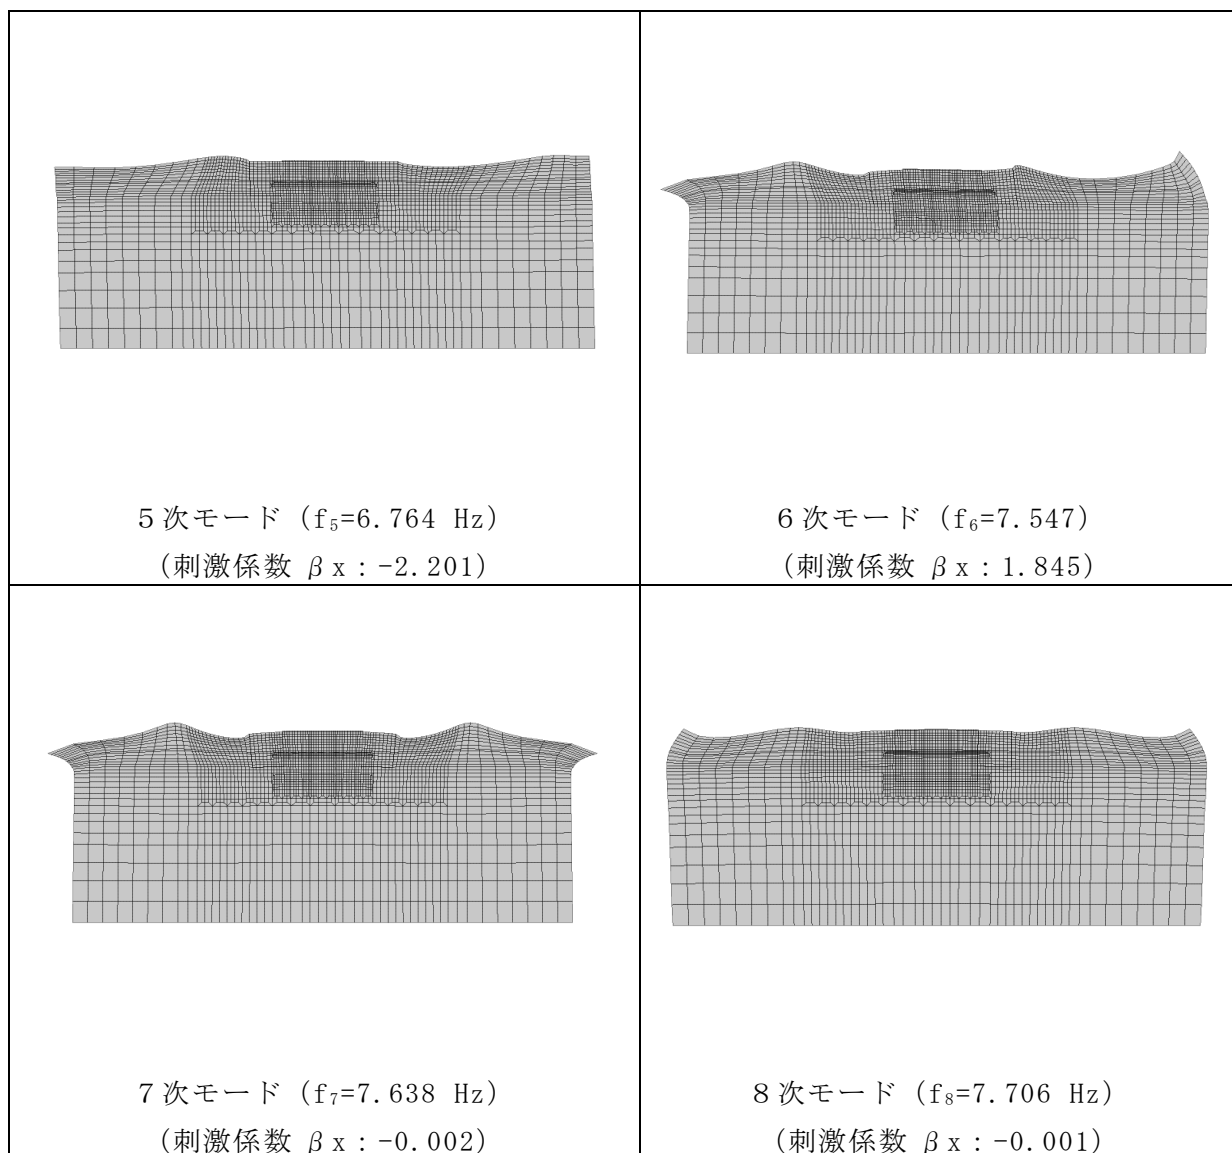 ５次モード (f₅=6.764 Hz)
(刺激係数 βx：-2.201)
６次モード (f₆=7.547)
(刺激係数 βx：1.845)
７次モード (f₇=7.638 Hz)
(刺激係数 βx：-0.002)
８次モード (f₈=7.706 Hz)
(刺激係数 βx：-0.001)